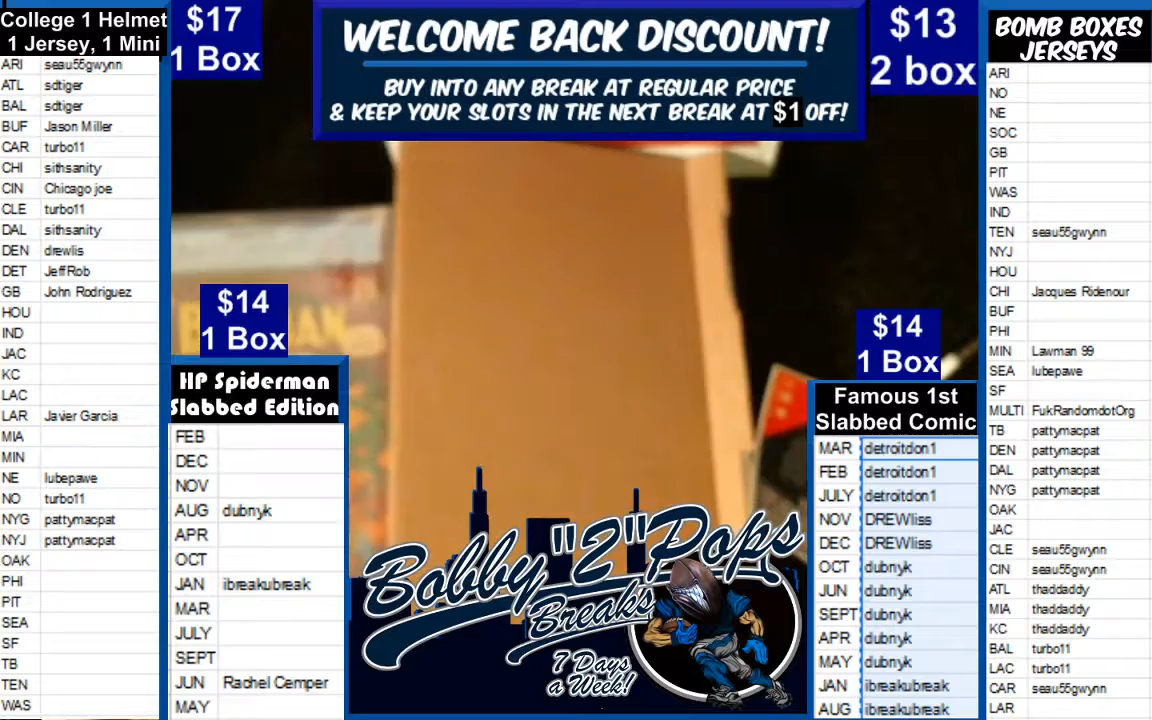 College 1 Helmet
1 Jersey, 1 Mini
ARI seau55gwynn
ATL sdtiger
BAL sdtiger
BUF Jason Miller
CAR turbo11
CHI sithsanity
CIN Chicago joe
CLE turbo11
DAL sithsanity
DEN drewlis
DET JeffRob
GB John Rodriguez
HOU
IND
JAC
KC
LAC
LAR Javier Garcia
MIA
MIN
NE lubepawe
NO turbo11
NYG pattymacpat
NYJ pattymacpat
OAK
PHI
PIT
SEA
SF
TB
TEN
WAS
$17
1 Box
WELCOME BACK DISCOUNT!
BUY INTO ANY BREAK AT REGULAR PRICE
& KEEP YOUR SLOTS IN THE NEXT BREAK AT $1 OFF!
$13
2 box
$14
1 Box
HP Spiderman
Slabbed Edition
FEB
DEC
NOV
AUG dubnyk
APR
OCT
JAN ibreakubreak
MAR
JULY
SEPT
JUN Rachel Cemper
MAY
Bobby "2" Pops
Breaks
7 Days
a Week!
$14
1 Box
Famous 1st
Slabbed Comic
MAR detroitdon1
FEB detroitdon1
JULY detroitdon1
NOV DREWliss
DEC DREWliss
OCT dubnyk
JUN dubnyk
SEPT dubnyk
APR dubnyk
MAY dubnyk
JAN ibreakubreak
AUG ibreakubreak
BOMB BOXES
JERSEYS
ARI
NO
NE
SOC
GB
PIT
WAS
IND
TEN seau55gwynn
NYJ
HOU
CHI Jacques Ridenour
BUF
PHI
MIN Lawman 99
SEA lubepawe
SF
MULTI FukRandomdotOrg
TB pattymacpat
DEN pattymacpat
DAL pattymacpat
NYG pattymacpat
OAK
JAC
CLE seau55gwynn
CIN seau55gwynn
ATL thaddaddy
MIA thaddaddy
KC thaddaddy
BAL turbo11
LAC turbo11
CAR seau55gwynn
LAR